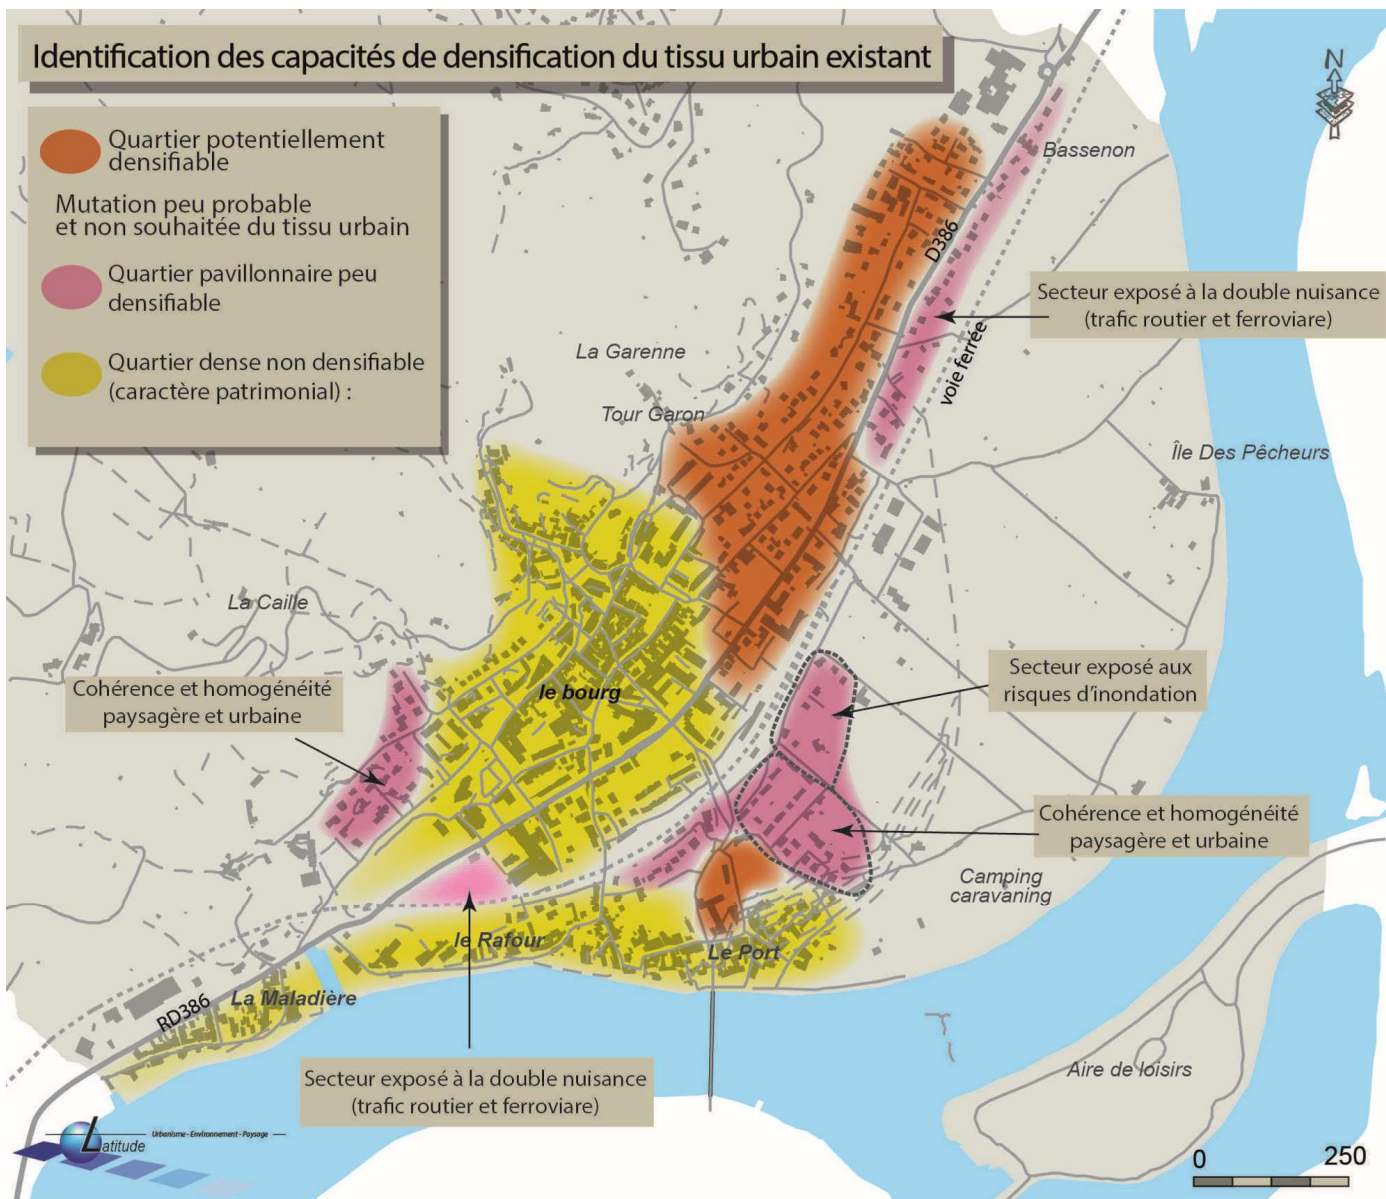 Identification des capacités de densification du tissu urbain existant
Quartier potentiellement
densifiable
Mutation peu probable
et non souhaitée du tissu urbain
Quartier pavillonnaire peu
densifiable
Quartier dense non densifiable
(caractère patrimonial) :
N
Bassenon
D386
Secteur exposé à la double nuisance
(trafic routier et ferroviare)
voie ferrée
La Garenne
Tour Garon
Île Des Pêcheurs
La Caille
Cohérence et homogénéité
paysagère et urbaine
le bourg
Secteur exposé aux
risques d'inondation
Cohérence et homogénéité
paysagère et urbaine
Camping
caravaning
le Rafour
Le Port
La Maladière
RD386
Secteur exposé à la double nuisance
(trafic routier et ferroviare)
Aire de loisirs
Latitude
Urbanisme - Environnement - Paysage
0 250